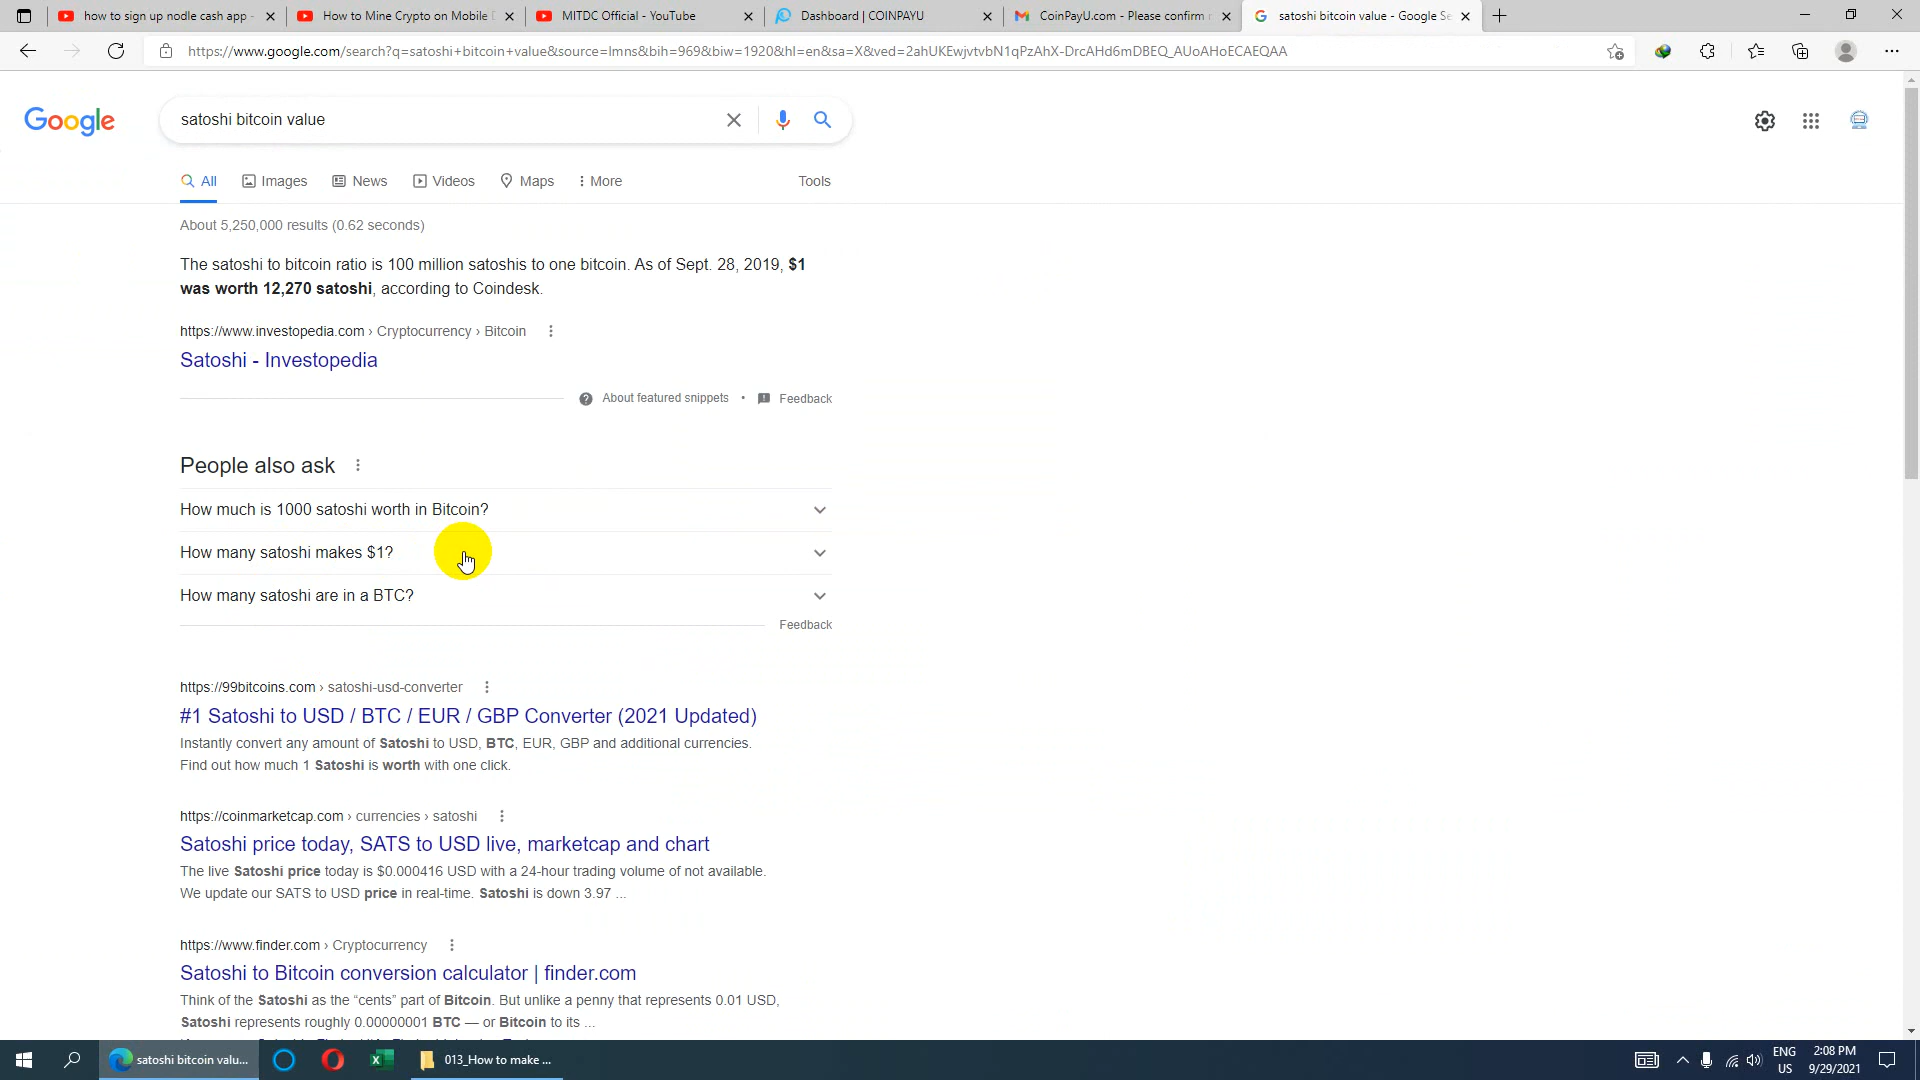 how to sign up nodle cash app -
How to Mine Crypto on Mobile
MITDC Official - YouTube
Dashboard | COINPAYU
CoinPayU.com - Please confirm
satoshi bitcoin value - Google Se
https://www.google.com/search?q=satoshi+bitcoin+value&source=lmns&bih=969&biw=1920&hl=en&sa=X&ved=2ahUKEwjvtvbN1qPzAhX-DrcAHd6mDBEQ_AUoAHoECAEQAA
Google
satoshi bitcoin value
All
Images
News
Videos
Maps
More
Tools
About 5,250,000 results (0.62 seconds)
The satoshi to bitcoin ratio is 100 million satoshis to one bitcoin. As of Sept. 28, 2019, $1
was worth 12,270 satoshi, according to Coindesk.
https://www.investopedia.com › Cryptocurrency › Bitcoin
Satoshi - Investopedia
About featured snippets • Feedback
People also ask
How much is 1000 satoshi worth in Bitcoin?
How many satoshi makes $1?
How many satoshi are in a BTC?
Feedback
https://99bitcoins.com › satoshi-usd-converter
#1 Satoshi to USD / BTC / EUR / GBP Converter (2021 Updated)
Instantly convert any amount of Satoshi to USD, BTC, EUR, GBP and additional currencies.
Find out how much 1 Satoshi is worth with one click.
https://coinmarketcap.com › currencies › satoshi
Satoshi price today, SATS to USD live, marketcap and chart
The live Satoshi price today is $0.000416 USD with a 24-hour trading volume of not available.
We update our SATS to USD price in real-time. Satoshi is down 3.97 ...
https://www.finder.com › Cryptocurrency
Satoshi to Bitcoin conversion calculator | finder.com
Think of the Satoshi as the “cents” part of Bitcoin. But unlike a penny that represents 0.01 USD,
Satoshi represents roughly 0.00000001 BTC — or Bitcoin to its ...
satoshi bitcoin valu...
013_How to make ...
ENG
US
2:08 PM
9/29/2021